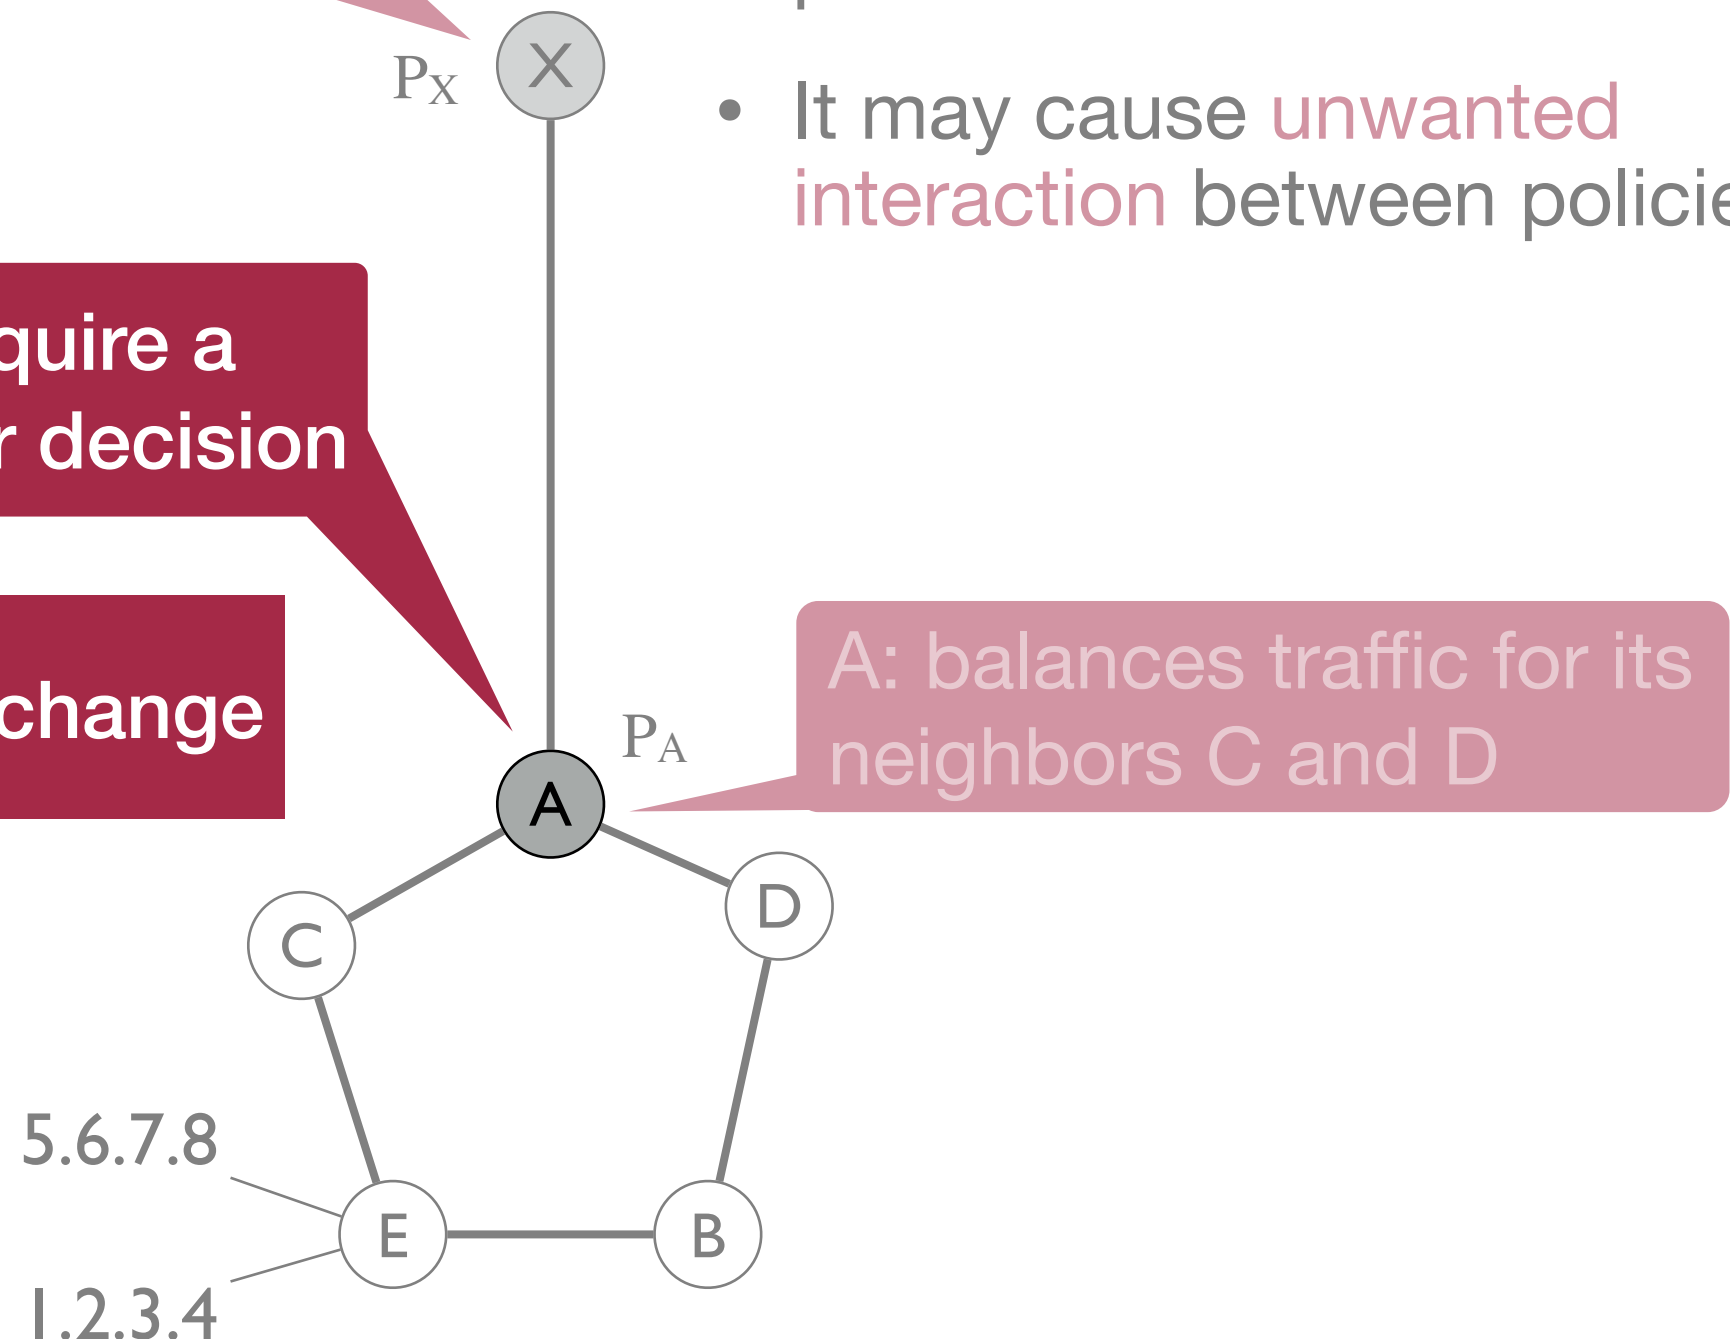 X
PX
• It may cause unwanted
interaction between policie
quire a
r decision
change
PA
A: balances traffic for its
neighbors C and D
A
D
C
5.6.7.8
E
B
1.2.3.4